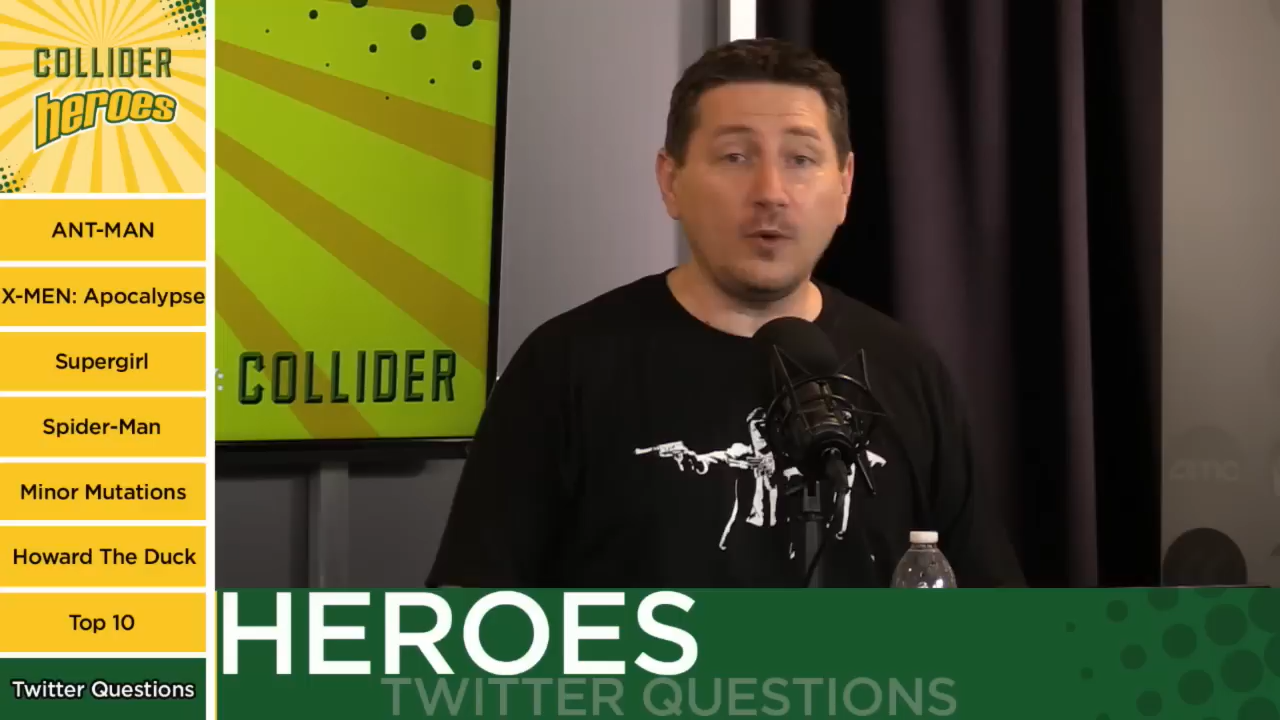 COLLIDER
heroes
ANT-MAN
X-MEN: Apocalypse
Supergirl
Spider-Man
Minor Mutations
Howard The Duck
Top 10
Twitter Questions
COLLIDER
HEROES
TWITTER QUESTIONS